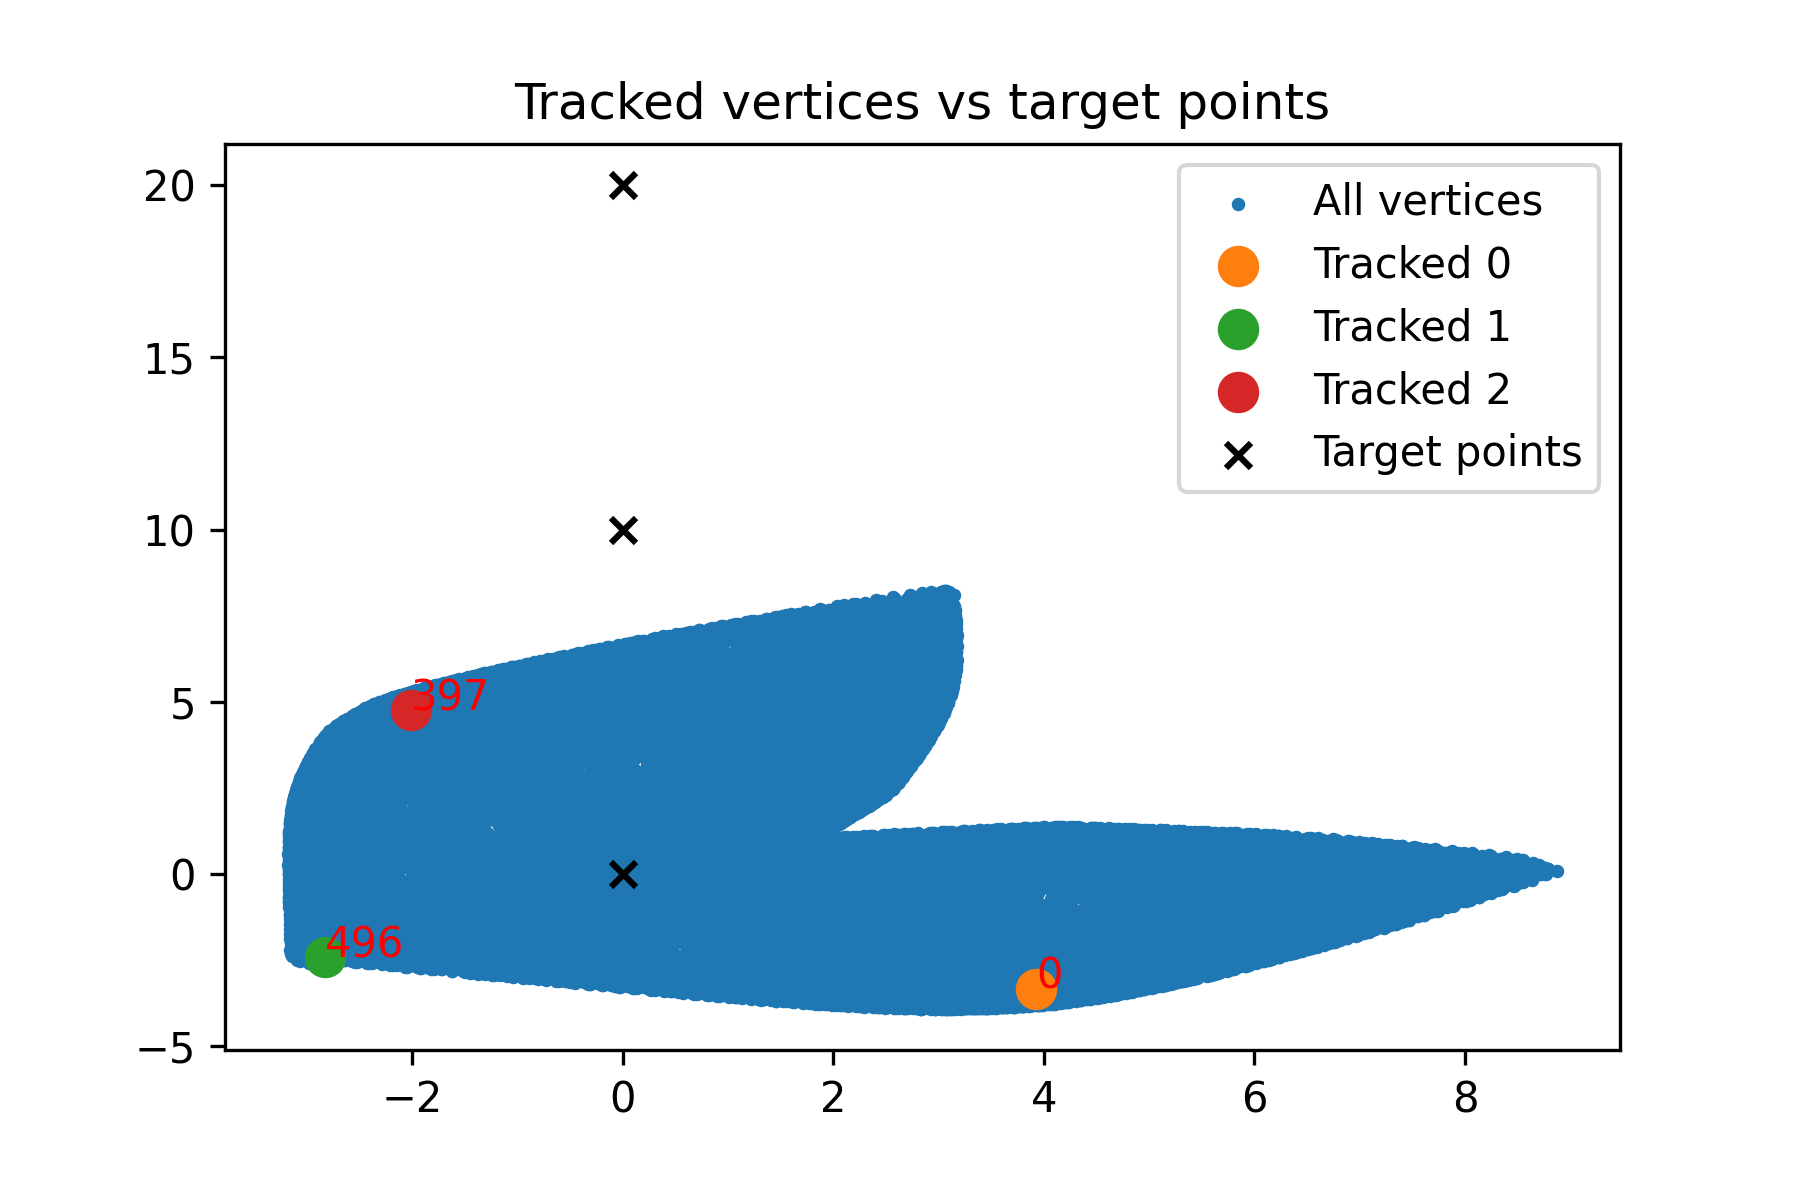 Tracked vertices vs target points
20
15
10
5
0
−5
−2
0
2
4
6
8
All vertices
Tracked 0
Tracked 1
Tracked 2
Target points
397
496
0